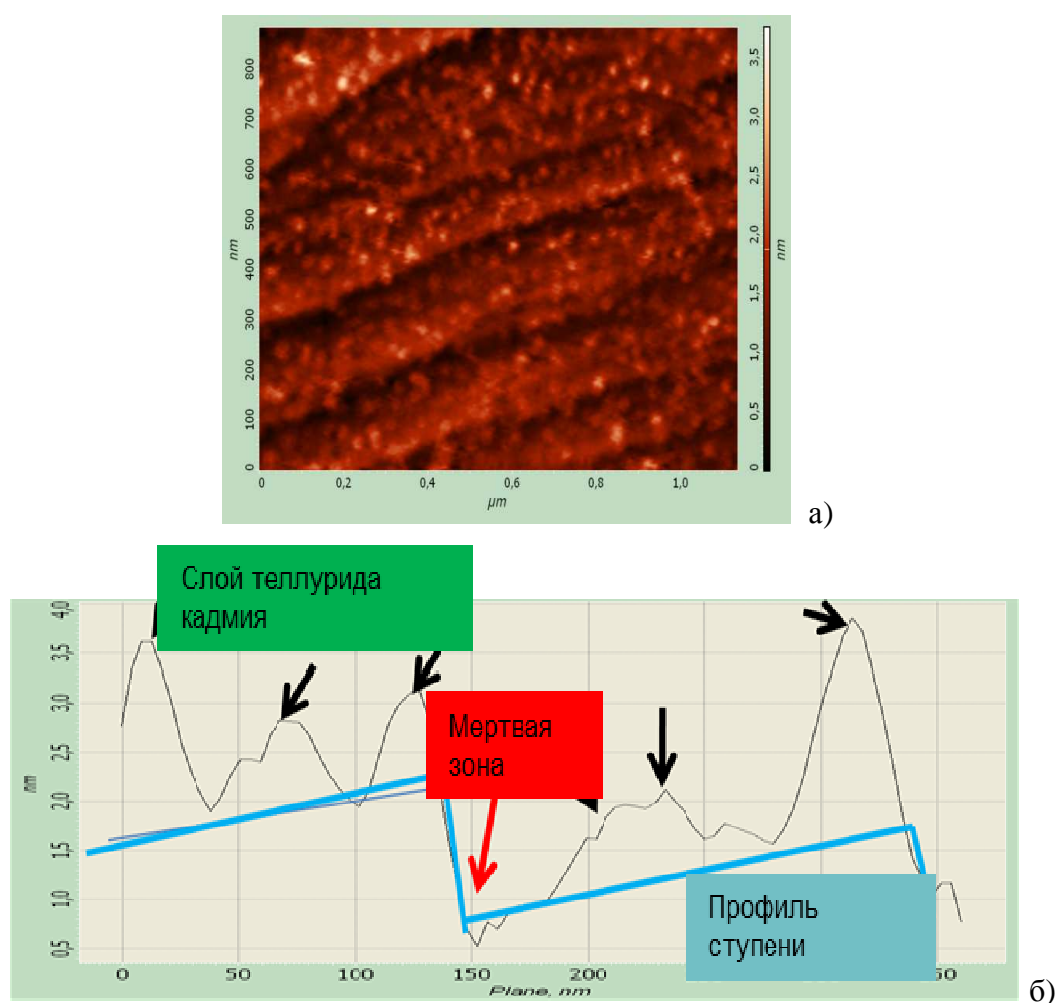 800
700
600
500
400
300
200
100
0
nm
0 0,2 0,4 0,6 0,8 1,0
µm
3,5
3,0
2,5
2,0
1,5
1,0
0,5
0
nm
а)
Слой теллурида
кадмия
Мертвая
зона
Профиль
ступени
4,0
3,5
3,0
2,5
2,0
1,5
1,0
0,5
nm
0 50 100 150 200 50
Plane, nm
б)